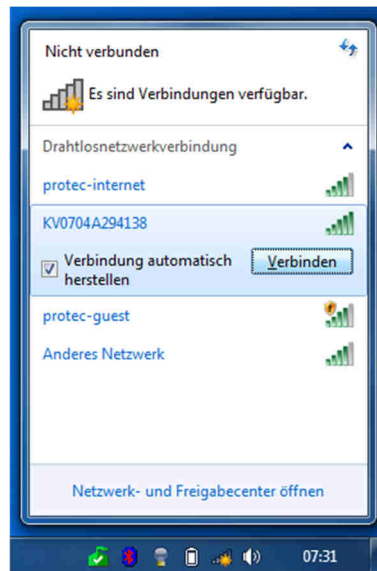 Nicht verbunden
Es sind Verbindungen verfügbar.
Drahtlosnetzwerkverbindung
protec-internet
KV0704A294138
Verbindung automatisch
herstellen
Verbinden
protec-guest
Anderes Netzwerk
Netzwerk- und Freigabecenter öffnen
07:31